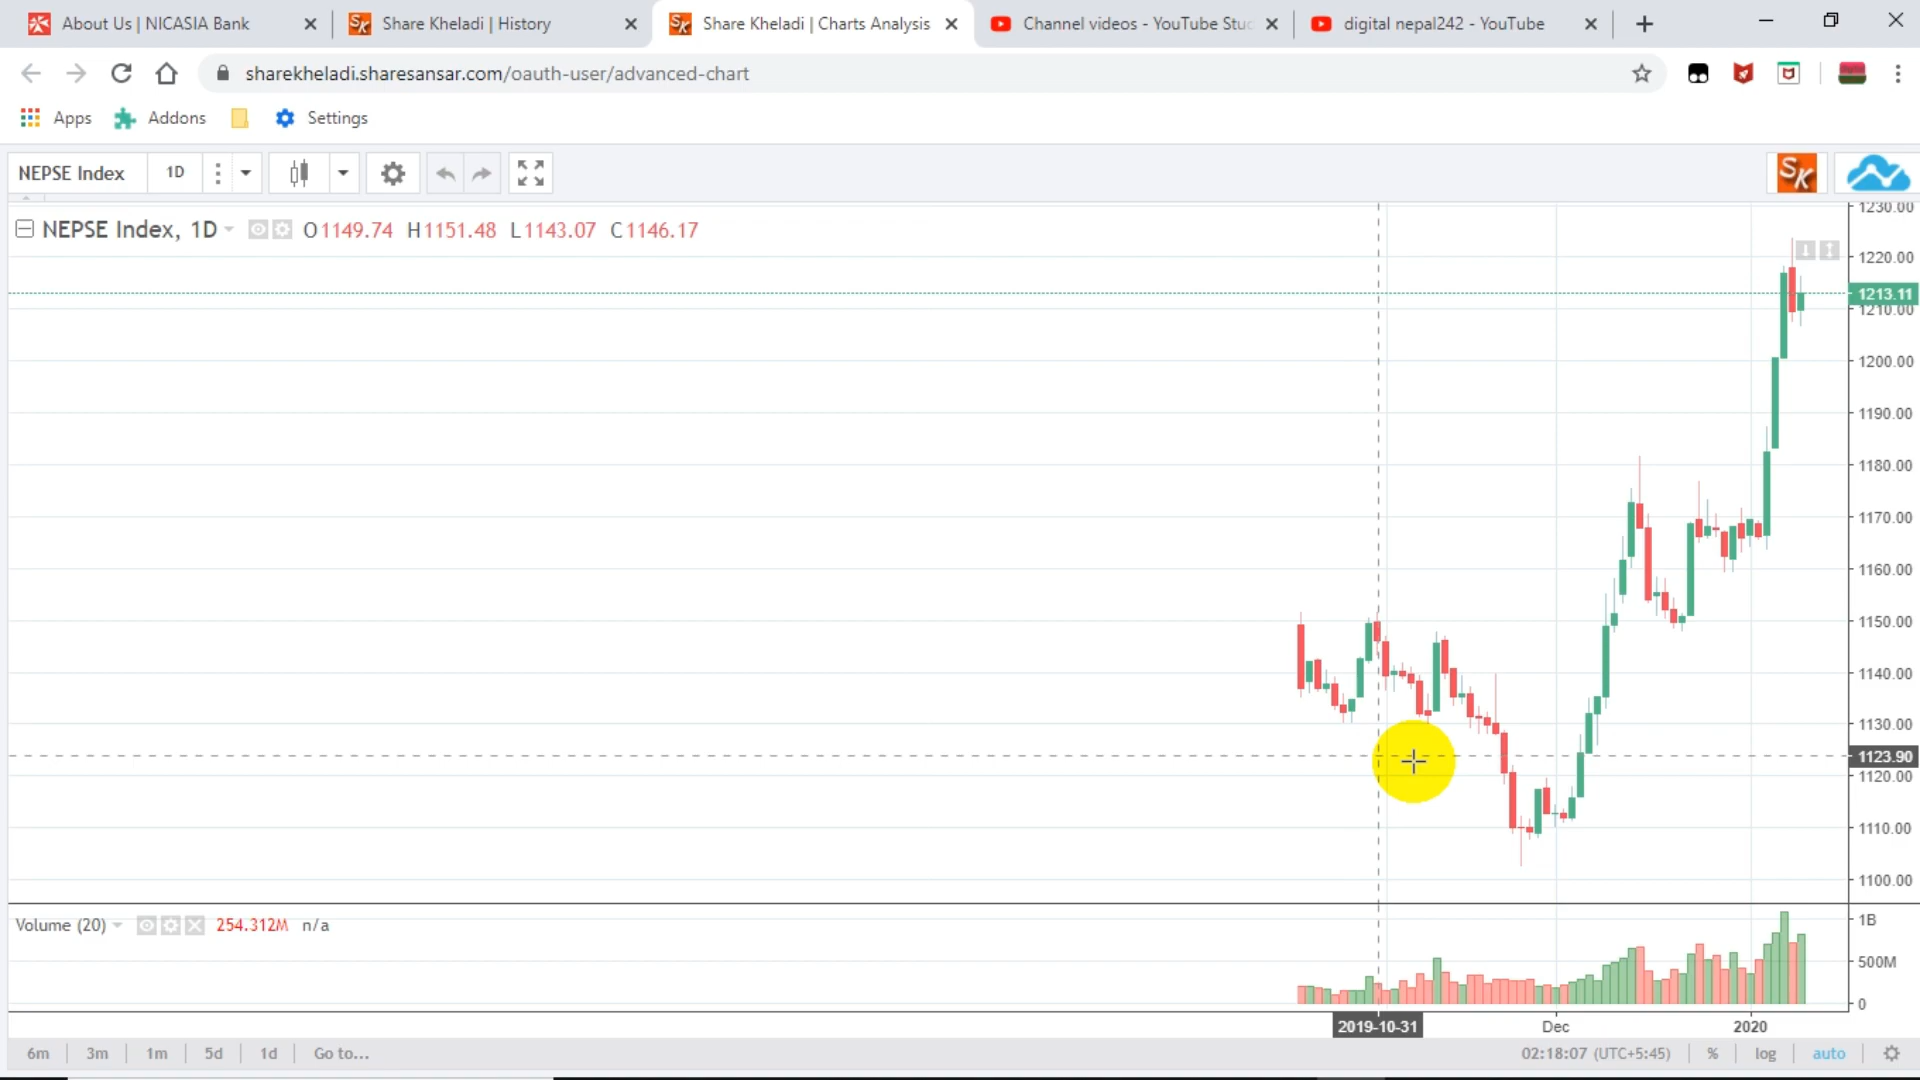 About Us | NICASIA Bank
Share Kheladi | History
Share Kheladi | Charts Analysis
Channel videos - YouTube Stu
digital nepal242 - YouTube
sharekheladi.sharesansar.com/oauth-user/advanced-chart
Apps Addons Settings
NEPSE Index 1D
SK
NEPSE Index, 1D O1149.74 H1151.48 L1143.07 C1146.17
1230.00
1220.00
1213.11
1210.00
1200.00
1190.00
1180.00
1170.00
1160.00
1150.00
1140.00
1130.00
1123.90
1120.00
1110.00
1100.00
Volume (20) 254.312M n/a
1B
500M
0
2019-10-31 Dec 2020
6m 3m 1m 5d 1d Go to... 02:18:07 (UTC+5:45) % log auto